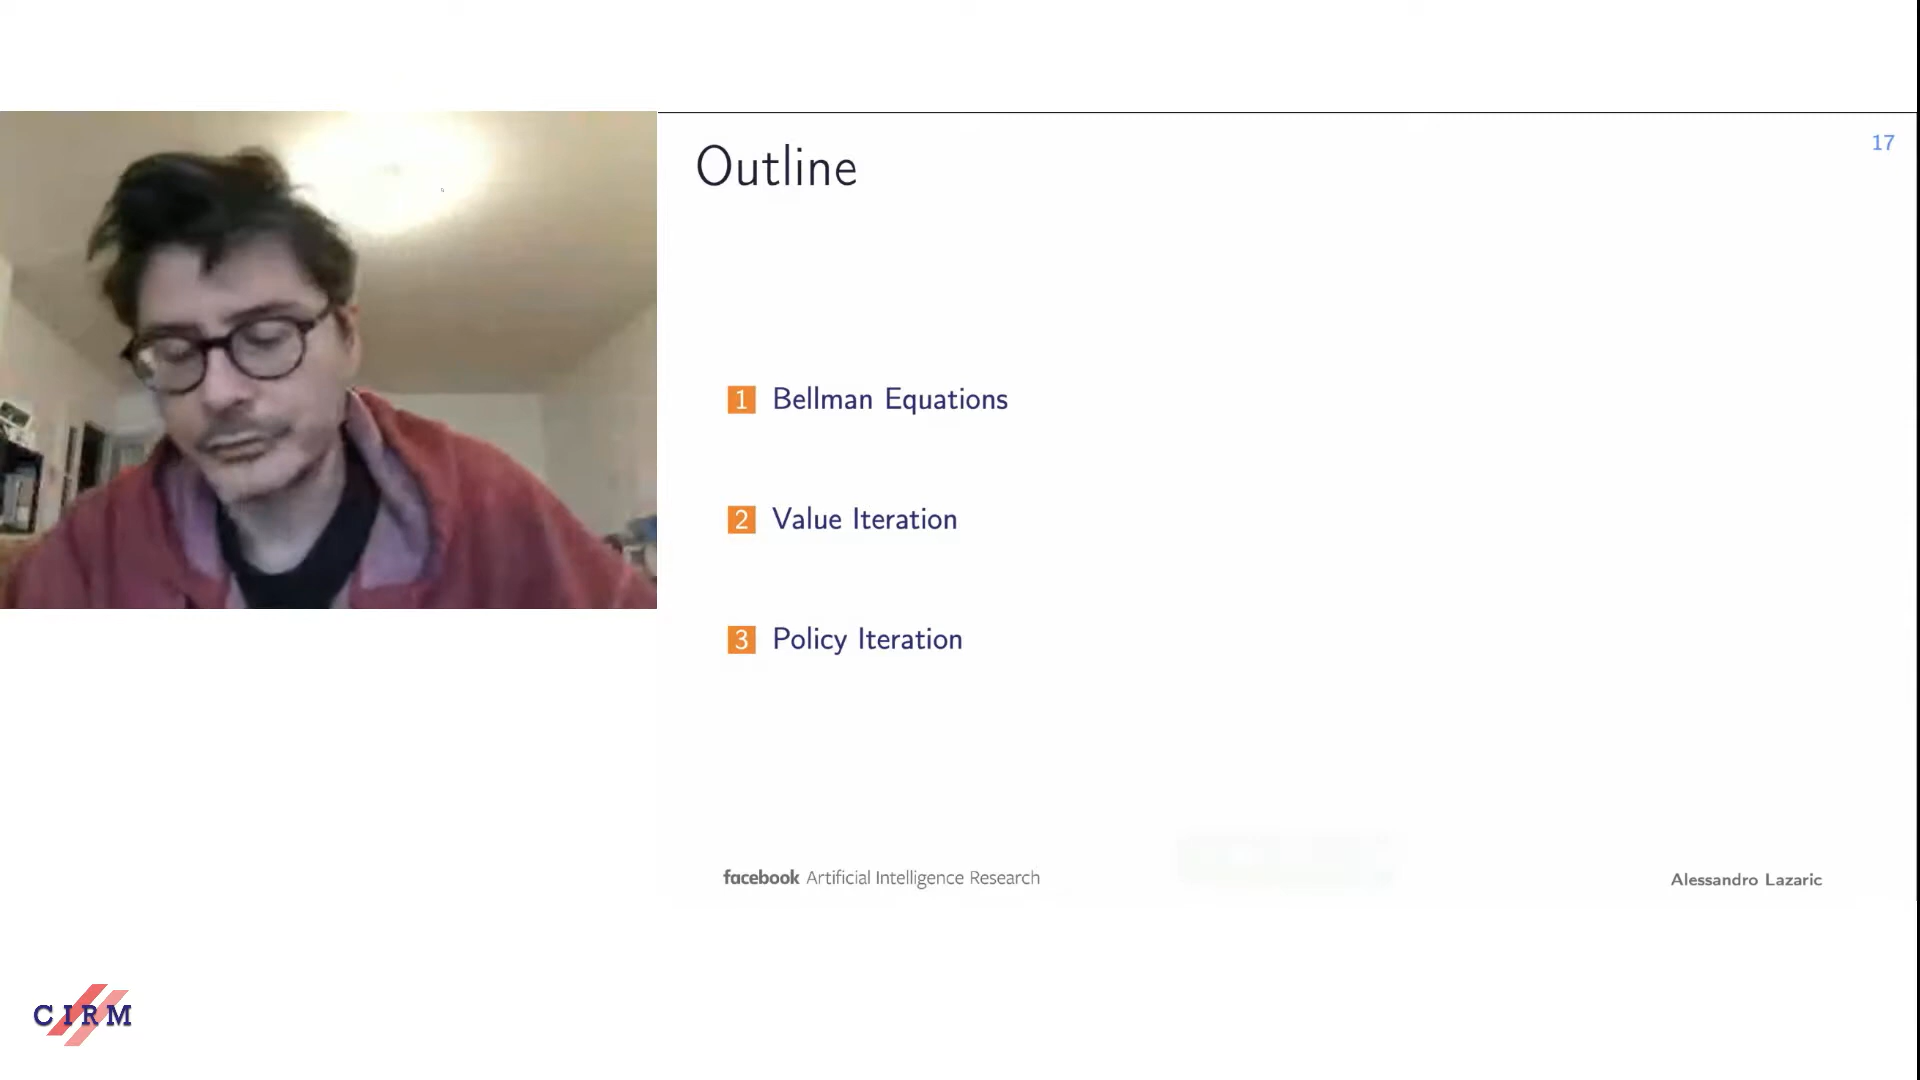 17
Outline
1 Bellman Equations
2 Value Iteration
3 Policy Iteration
facebook Artificial Intelligence Research
Alessandro Lazaric
CIRM